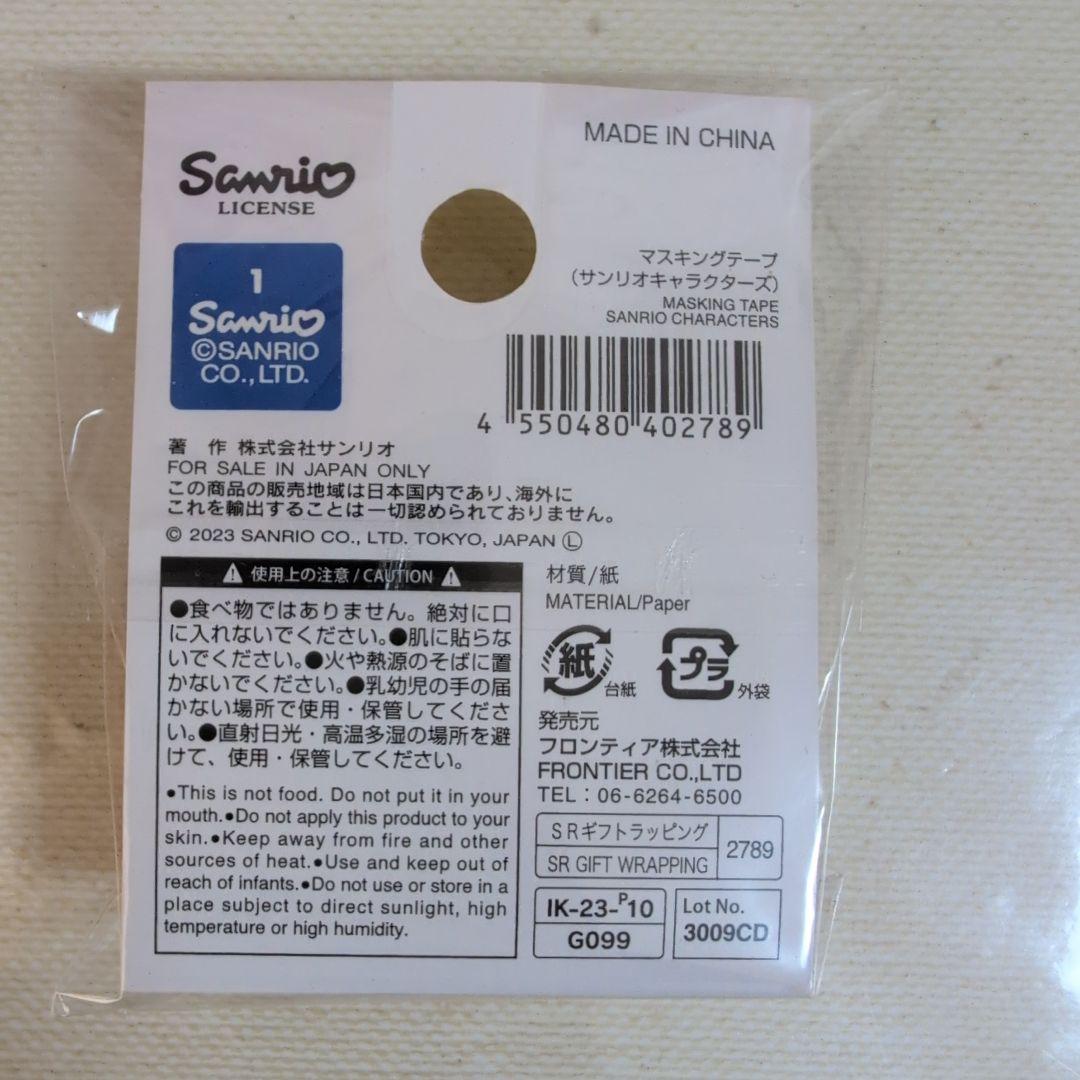 MADE IN CHINA
Sanrio
LICENSE
1
Sanrio
©SANRIO
CO.,LTD.
マスキングテープ
(サンリオキャラクターズ)
MASKING TAPE
SANRIO CHARACTERS
4 550480 402789
著 作 株式会社サンリオ
FOR SALE IN JAPAN ONLY
この商品の販売地域は日本国内であり、海外に
これを輸出することは一切認められておりません。
© 2023 SANRIO CO., LTD. TOKYO, JAPAN Ⓛ
使用上の注意/CAUTION
●食べ物ではありません。絶対に口
に入れないでください。●肌に貼らな
いでください。●火や熱源のそばに置
かないでください。●乳幼児の手の届
かない場所で使用・保管してくださ
い。●直射日光・高温多湿の場所を避
けて、使用・保管してください。
●This is not food. Do not put it in your
mouth.●Do not apply this product to your
skin.●Keep away from fire and other
sources of heat.●Use and keep out of
reach of infants.●Do not use or store in a
place subject to direct sunlight, high
temperature or high humidity.
材質/紙
MATERIAL/Paper
紙 台紙
プラ 外袋
発売元
フロンティア株式会社
FRONTIER CO.,LTD
TEL：06-6264-6500
SRギフトラッピング
SR GIFT WRAPPING
2789
IK-23-P10
G099
Lot No.
3009CD